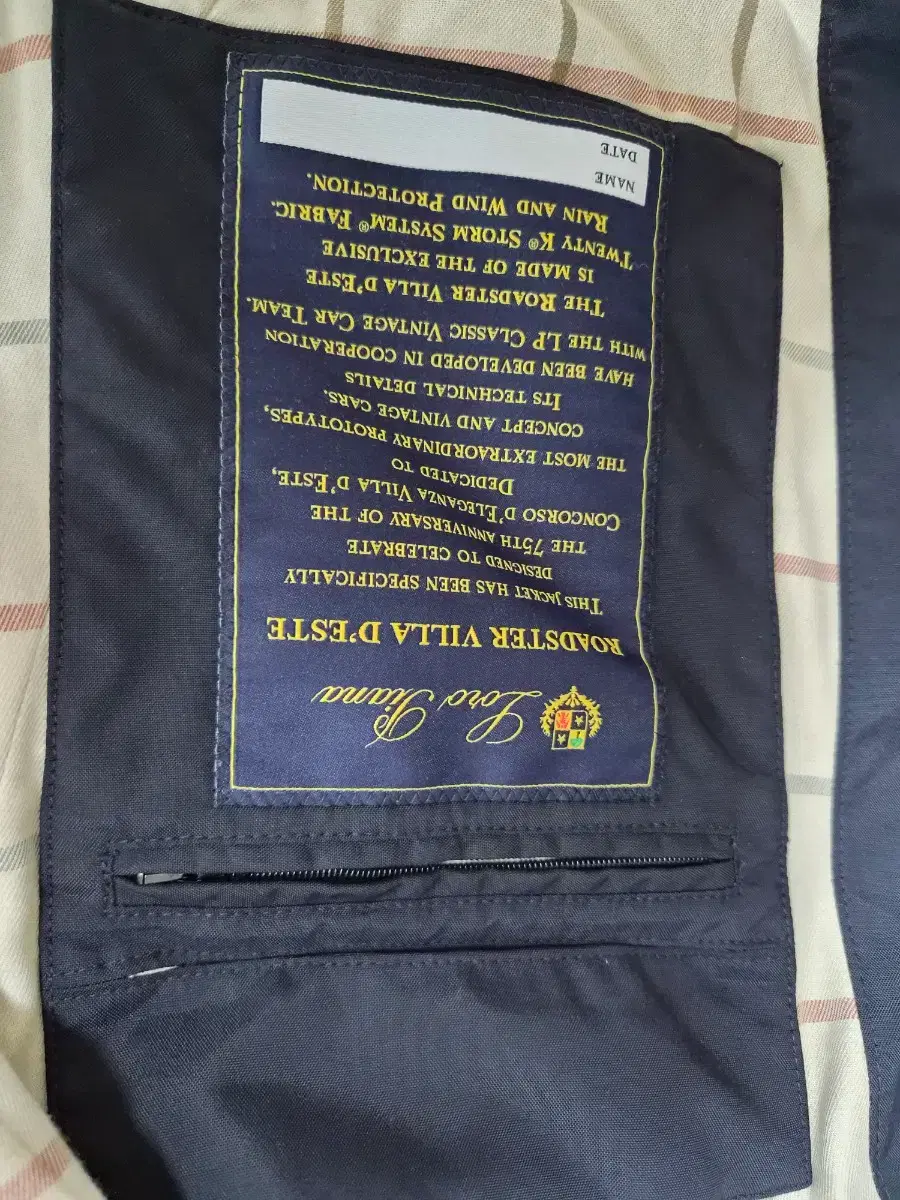 Loro Piana
ROADSTER VILLA D'ESTE
THIS JACKET HAS BEEN SPECIFICALLY
DESIGNED TO CELEBRATE
THE 75TH ANNIVERSARY OF THE
CONCORSO D'ELEGANZA VILLA D'ESTE,
DEDICATED TO
THE MOST EXTRAORDINARY PROTOTYPES,
CONCEPT AND VINTAGE CARS.
ITS TECHNICAL DETAILS
HAVE BEEN DEVELOPED IN COOPERATION
WITH THE LP CLASSIC VINTAGE CAR TEAM.
THE ROADSTER VILLA D'ESTE
IS MADE OF THE EXCLUSIVE
TWENTY K® STORM SYSTEM® FABRIC.
RAIN AND WIND PROTECTION.
NAME
DATE